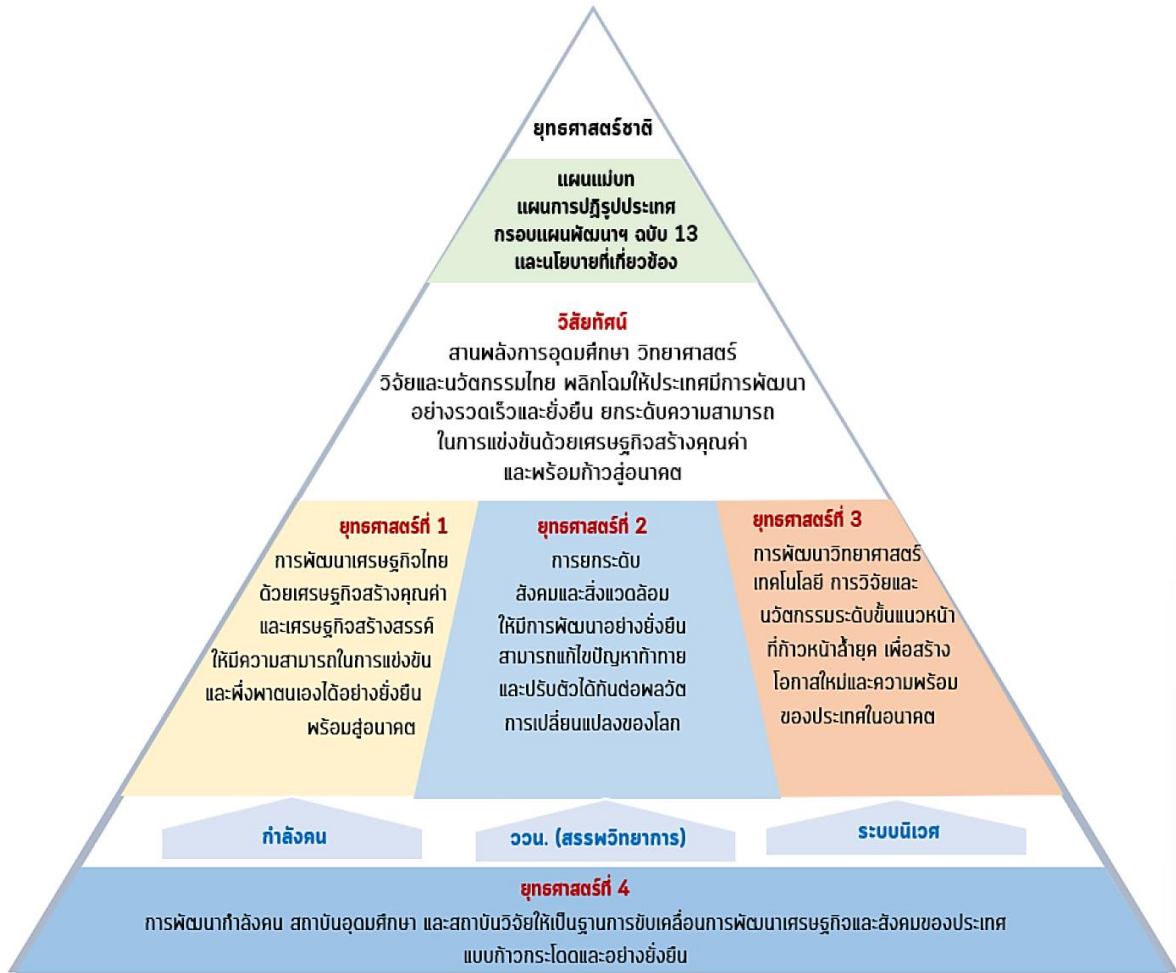 ยุทธศาสตร์ชาติ
แผนแม่บท
แผนการปฏิรูปประเทศ
กรอบแผนพัฒนาฯ ฉบับ 13
และนโยบายที่เกี่ยวข้อง
วิสัยทัศน์
สานพลังการอุดมศึกษา วิทยาศาสตร์
วิจัยและนวัตกรรมไทย พลิกโฉมให้ประเทศมีการพัฒนา
อย่างรวดเร็วและยั่งยืน ยกระดับความสามารถ
ในการแข่งขันด้วยเศรษฐกิจสร้างคุณค่า
และพร้อมก้าวสู่อนาคต
ยุทธศาสตร์ที่ 1
การพัฒนาเศรษฐกิจไทย
ด้วยเศรษฐกิจสร้างคุณค่า
และเศรษฐกิจสร้างสรรค์
ให้มีความสามารถในการแข่งขัน
และพึ่งพาตนเองได้อย่างยั่งยืน
พร้อมสู่อนาคต
ยุทธศาสตร์ที่ 2
การยกระดับ
สังคมและสิ่งแวดล้อม
ให้มีการพัฒนาอย่างยั่งยืน
สามารถแก้ไขปัญหาท้าทาย
และปรับตัวได้ทันต่อพลวัต
การเปลี่ยนแปลงของโลก
ยุทธศาสตร์ที่ 3
การพัฒนาวิทยาศาสตร์
เทคโนโลยี การวิจัยและ
นวัตกรรมระดับขั้นแนวหน้า
ที่ก้าวหน้าล้ำยุค เพื่อสร้าง
โอกาสใหม่และความพร้อม
ของประเทศในอนาคต
กำลังคน
ววน. (สรรพวิทยาการ)
ระบบนิเวศ
ยุทธศาสตร์ที่ 4
การพัฒนากำลังคน สถาบันอุดมศึกษา และสถาบันวิจัยให้เป็นฐานการขับเคลื่อนการพัฒนาเศรษฐกิจและสังคมของประเทศ
แบบก้าวกระโดดและอย่างยั่งยืน